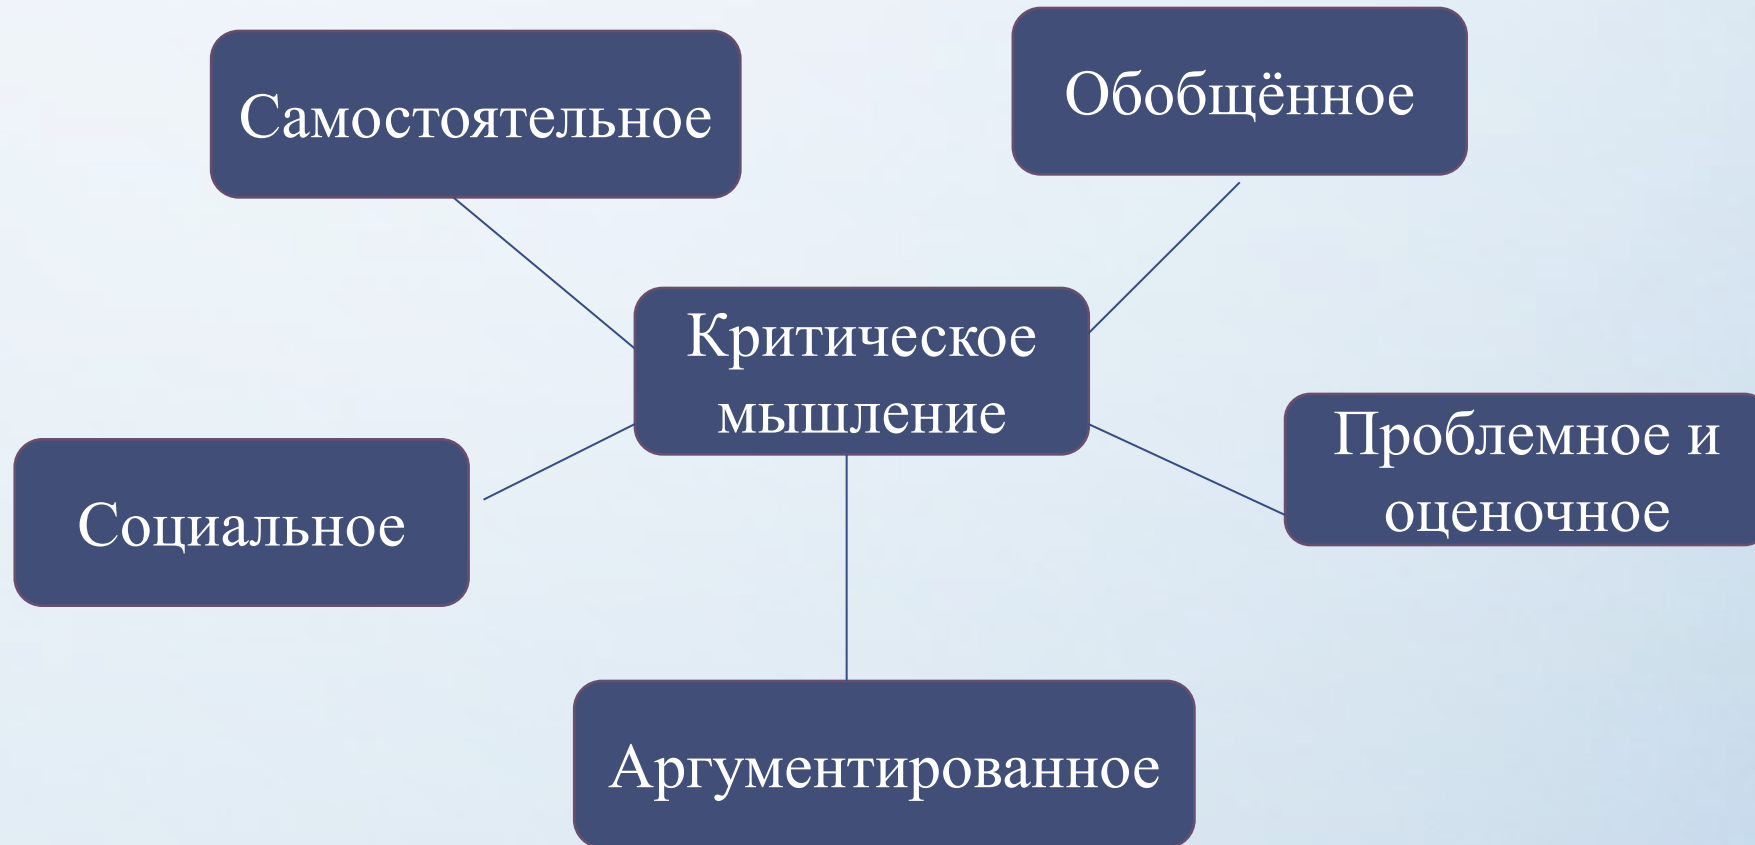 Самостоятельное
Обобщённое
Критическое
мышление
Проблемное и
оценочное
Социальное
Аргументированное